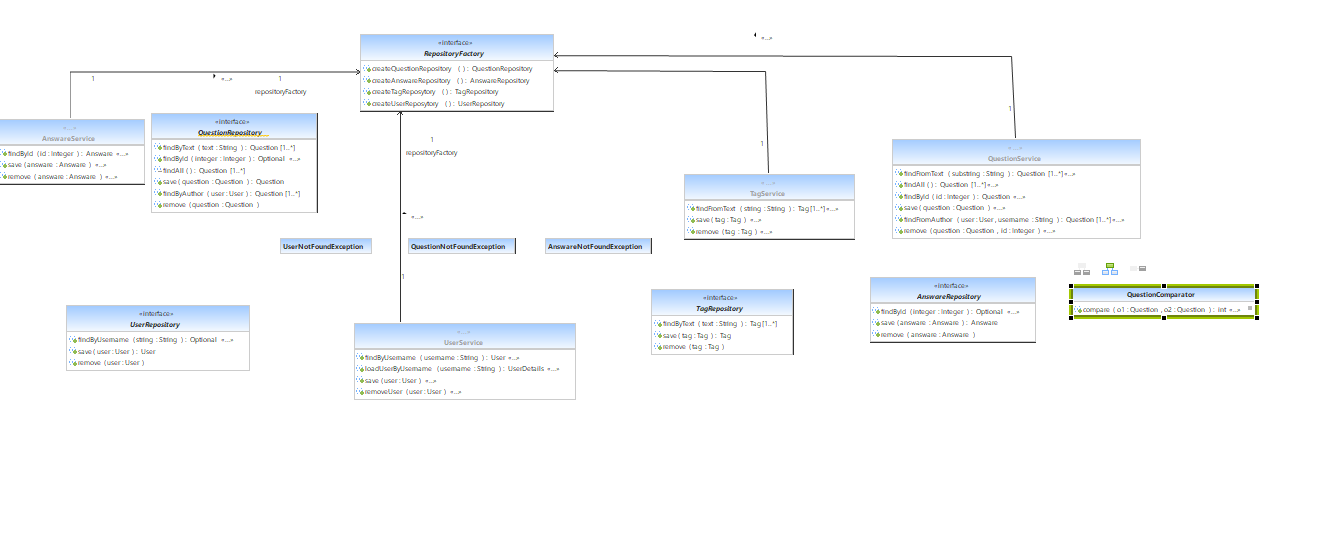 «Interface»
RepositoryFactory
createQuestionRepository ( ) : QuestionRepository
createAnswareRepository ( ) : AnswareRepository
createTagReposytory ( ) : TagRepository
createUserReposytory ( ) : UserRepository
«...»
1
«...»
1
repositoryFactory
«...»
AnswareService
findById (id : Integer ) : Answare «...»
save (answare : Answare ) «...»
remove (answare : Answare ) «...»
«Interface»
QuestionRepository
findByText (text : String ) : Question [1..*]
findById (integer : Integer ) : Optional «...»
findAll ( ) : Question [1..*]
save (question : Question ) : Question
findByAuthor (user : User ) : Question [1..*]
remove (question : Question )
1
repositoryFactory
«...»
1
1
1
«...»
TagService
findFromText (string : String ) : Tag [1..*] «...»
save (tag : Tag ) «...»
remove (tag : Tag ) «...»
«...»
QuestionService
findFromText (substring : String ) : Question [1..*] «...»
findAll ( ) : Question [1..*] «...»
findById (id : Integer ) : Question «...»
save (question : Question ) «...»
findFromAuthor (user : User , username : String ) : Question [1..*] «...»
remove (question : Question , id : Integer ) «...»
UserNotFoundException
QuestionNotFoundException
AnswareNotFoundException
«Interface»
UserRepository
findByUsername (string : String ) : Optional «...»
save (user : User ) : User
remove (user : User )
«...»
UserService
findByUsername (username : String ) : User «...»
loadUserByUsername (username : String ) : UserDetails «...»
save (user : User ) «...»
removeUser (user : User ) «...»
«Interface»
TagRepository
findByText (text : String ) : Tag [1..*]
save (tag : Tag ) : Tag
remove (tag : Tag )
«Interface»
AnswareRepository
findById (integer : Integer ) : Optional «...»
save (answare : Answare ) : Answare
remove (answare : Answare )
QuestionComparator
compare (o1 : Question , o2 : Question ) : int «...»